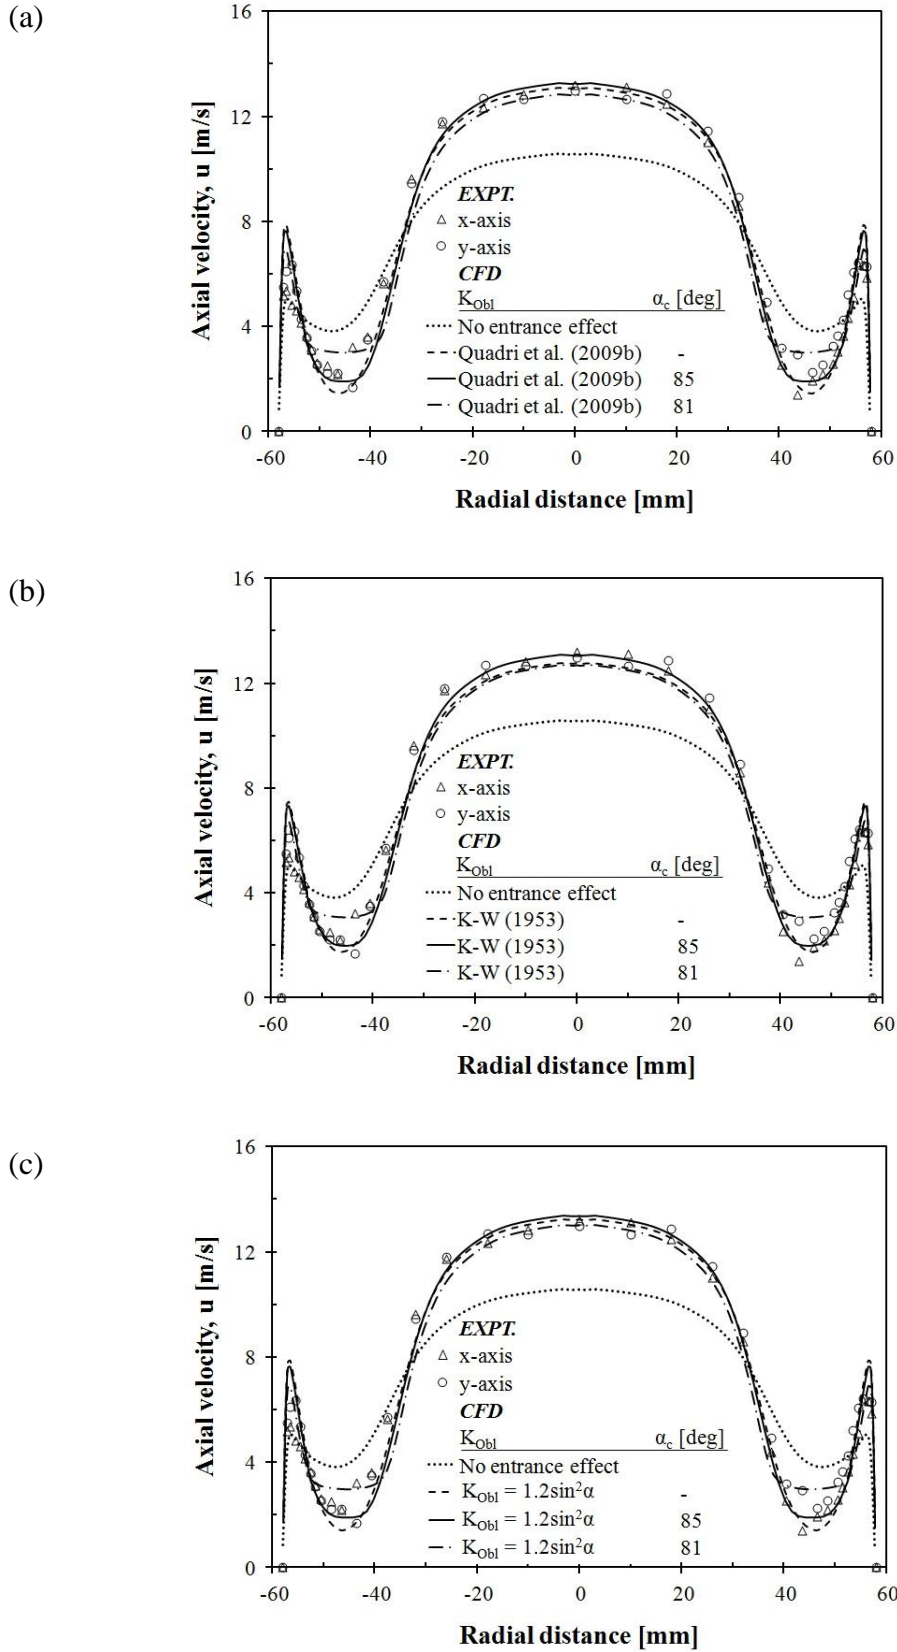 (a)
16
12
8
4
0
Axial velocity, u [m/s]
EXPT.
x-axis
y-axis
CFD
K_Obl α_c [deg]
No entrance effect
Quadri et al. (2009b) -
Quadri et al. (2009b) 85
Quadri et al. (2009b) 81
-60 -40 -20 0 20 40 60
Radial distance [mm]
(b)
16
12
8
4
0
Axial velocity, u [m/s]
EXPT.
x-axis
y-axis
CFD
K_Obl α_c [deg]
No entrance effect
K-W (1953) -
K-W (1953) 85
K-W (1953) 81
-60 -40 -20 0 20 40 60
Radial distance [mm]
(c)
16
12
8
4
0
Axial velocity, u [m/s]
EXPT.
x-axis
y-axis
CFD
K_Obl α_c [deg]
No entrance effect
K_Obl = 1.2sin²α -
K_Obl = 1.2sin²α 85
K_Obl = 1.2sin²α 81
-60 -40 -20 0 20 40 60
Radial distance [mm]